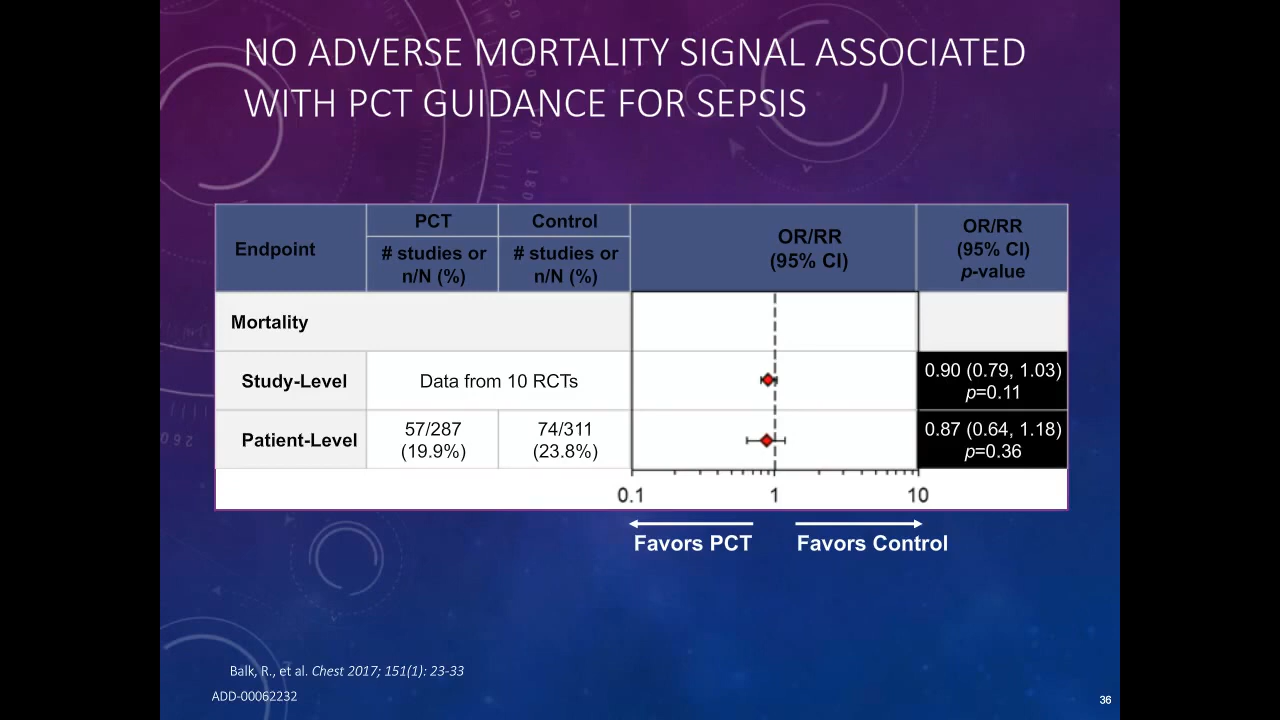 NO ADVERSE MORTALITY SIGNAL ASSOCIATED
WITH PCT GUIDANCE FOR SEPSIS
Endpoint
PCT
Control
# studies or
n/N (%)
# studies or
n/N (%)
OR/RR
(95% CI)
OR/RR
(95% CI)
p-value
Mortality
Study-Level
Data from 10 RCTs
0.90 (0.79, 1.03)
p=0.11
Patient-Level
57/287
(19.9%)
74/311
(23.8%)
0.87 (0.64, 1.18)
p=0.36
0.1
1
10
Favors PCT
Favors Control
Balk, R., et al. Chest 2017; 151(1): 23-33
ADD-00062232
36
50
70
180
260